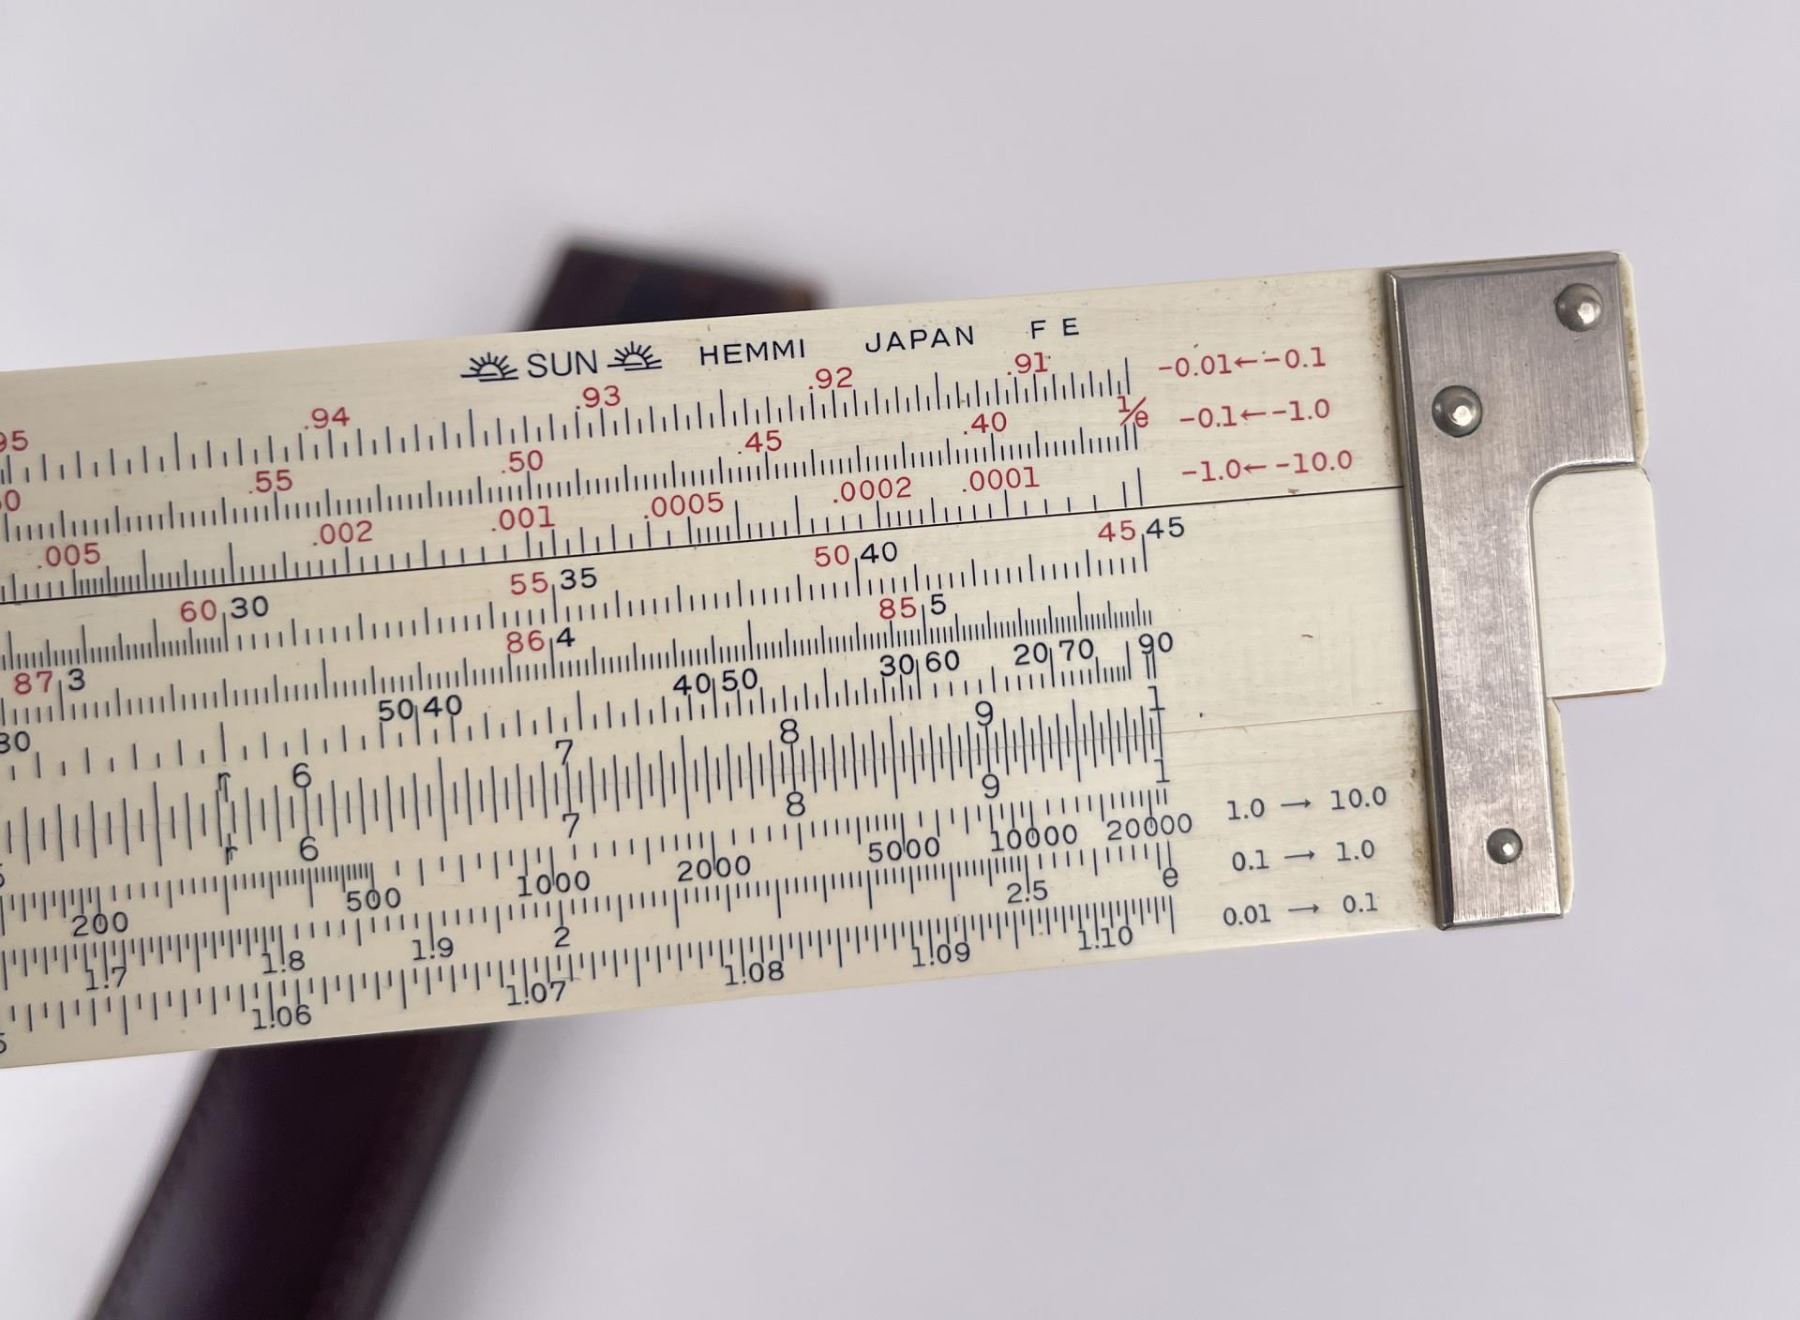 SUN HEMMI JAPAN F E
95 .94 .93 .92 .91 -0.01←-0.1
.55 .50 .45 .40 1/e -0.1←-1.0
.005 .002 .001 .0005 .0002 .0001 -1.0←-10.0
60 30 55 35 50 40 45 45
87 3 86 4 85 5
80 50 40 40 50 30 60 20 70 90
6 7 8 9 1
r 6 7 8 9 1
200 500 1000 2000 5000 10000 20000 1.0 → 10.0
1.7 1.8 1.9 2 2.5 e 0.1 → 1.0
1.06 1.07 1.08 1.09 1.10 0.01 → 0.1